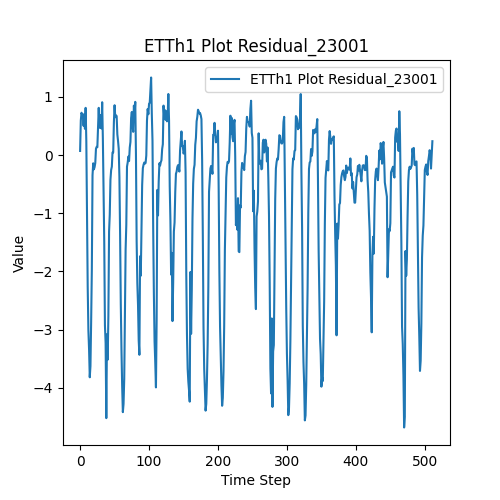 ETTh1 Plot Residual_23001
ETTh1 Plot Residual_23001
1
0
−1
−2
−3
−4
Value
0 100 200 300 400 500
Time Step